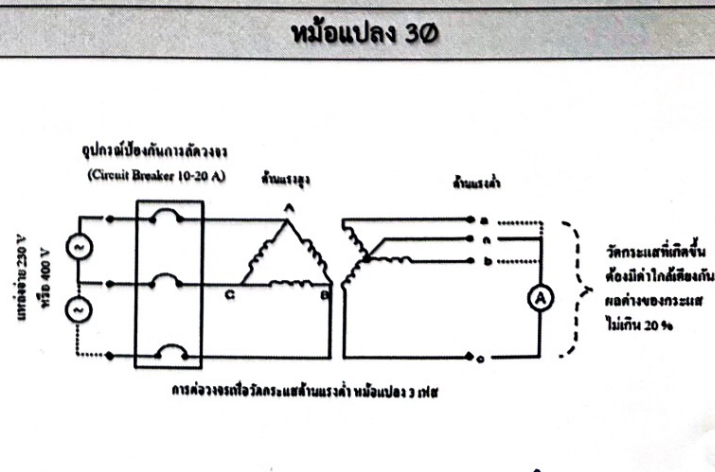 หม้อแปลง 3Ø
อุปกรณ์ป้องกันการลัดวงจร
(Circuit Breaker 10-20 A)
ด้านแรงสูง
ด้านแรงต่ำ
A
C
B
a
n
b
c
A
~
~
แหล่งจ่าย 230 V
หรือ 400 V
วัดกระแสที่เกิดขึ้น
ต้องมีค่าใกล้เคียงกัน
ผลต่างของกระแส
ไม่เกิน 20 %
การต่อวงจรเพื่อวัดกระแสด้านแรงต่ำ หม้อแปลง 3 เฟส